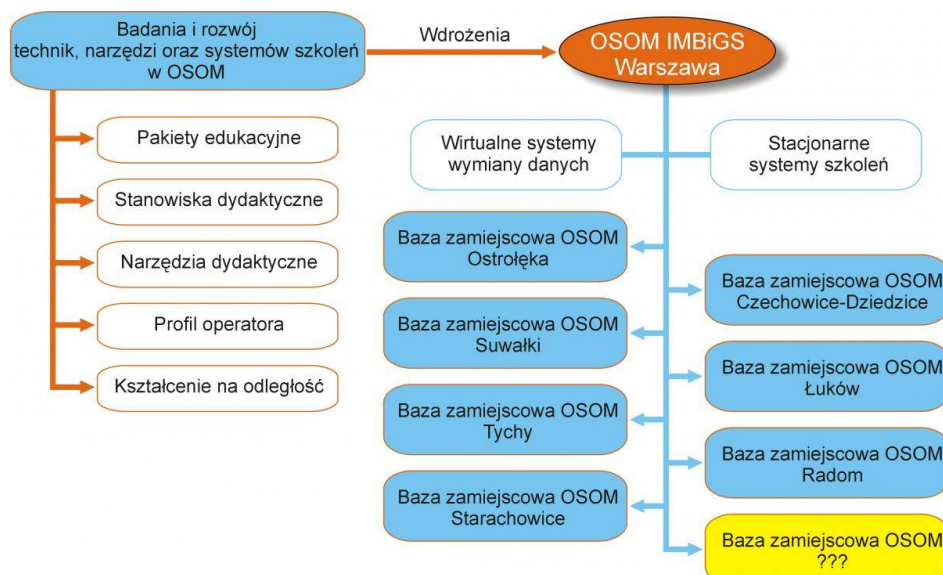 Badania i rozwój
technik, narzędzi oraz systemów szkoleń
w OSOM
Wdrożenia
OSOM IMBiGS
Warszawa
Pakiety edukacyjne
Stanowiska dydaktyczne
Narzędzia dydaktyczne
Profil operatora
Kształcenie na odległość
Wirtualne systemy
wymiany danych
Stacjonarne
systemy szkoleń
Baza zamiejscowa OSOM
Ostrołęka
Baza zamiejscowa OSOM
Suwałki
Baza zamiejscowa OSOM
Tychy
Baza zamiejscowa OSOM
Starachowice
Baza zamiejscowa OSOM
Czechowice-Dziedzice
Baza zamiejscowa OSOM
Łuków
Baza zamiejscowa OSOM
Radom
Baza zamiejscowa OSOM
???